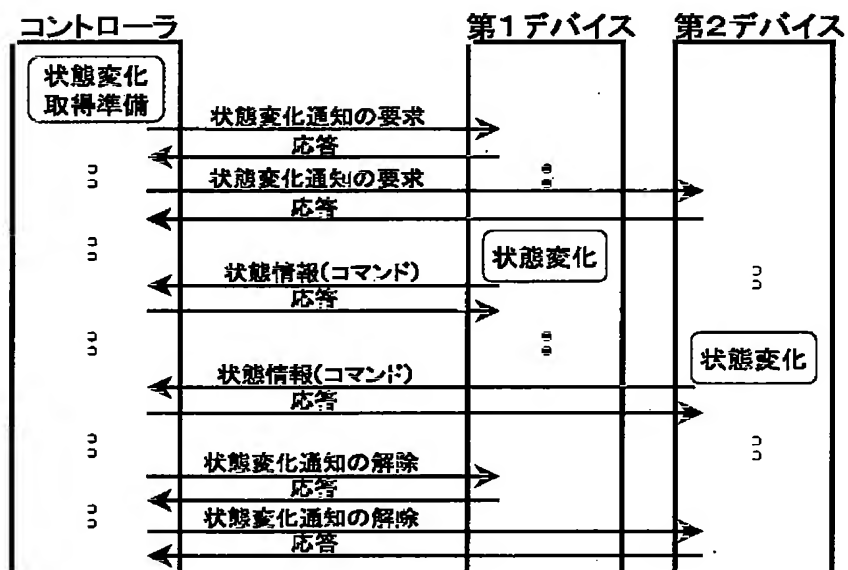 コントローラ
第1デバイス
第2デバイス
状態変化
取得準備
状態変化通知の要求
応答
状態変化通知の要求
応答
状態変化
状態情報(コマンド)
応答
状態変化
状態情報(コマンド)
応答
状態変化通知の解除
応答
状態変化通知の解除
応答